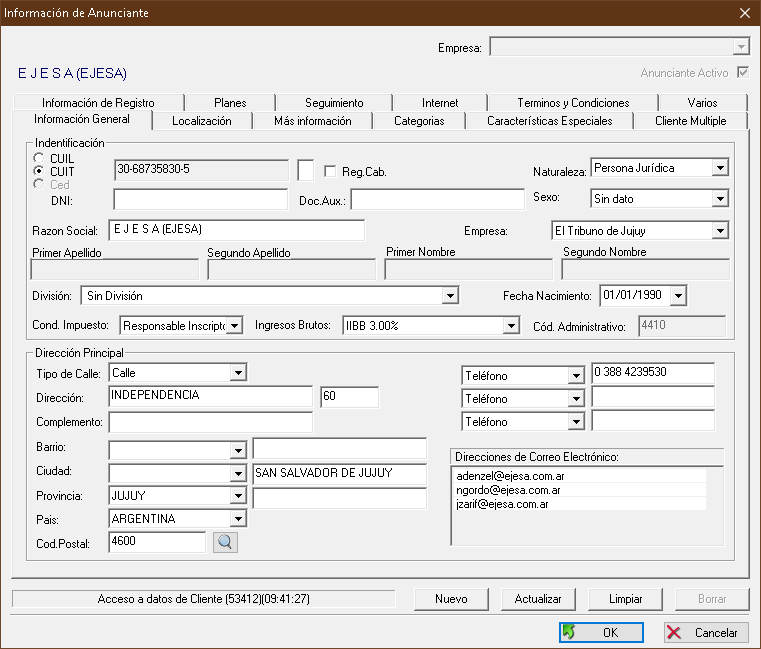 Información de Anunciante
Empresa:
E J E S A (EJESA)
Anunciante Activo
Información de Registro Planes Seguimiento Internet Terminos y Condiciones Varios
Información General Localización Más información Categorias Características Especiales Cliente Multiple
Indentificación
CUIL
CUIT 30-68735830-5 Reg.Cab. Naturaleza: Persona Jurídica
Ced
DNI: Doc.Aux.: Sexo: Sin dato
Razon Social: E J E S A (EJESA) Empresa: El Tribuno de Jujuy
Primer Apellido Segundo Apellido Primer Nombre Segundo Nombre
División: Sin División Fecha Nacimiento: 01/01/1990
Cond. Impuesto: Responsable Inscripto Ingresos Brutos: IIBB 3.00% Cód. Administrativo: 4410
Dirección Principal
Tipo de Calle: Calle Teléfono 0 388 4239530
Dirección: INDEPENDENCIA 60 Teléfono
Complemento: Teléfono
Barrio:
Direcciones de Correo Electrónico:
Ciudad: SAN SALVADOR DE JUJUY adenzel@ejesa.com.ar
ngordo@ejesa.com.ar
Provincia: JUJUY jzarif@ejesa.com.ar
Pais: ARGENTINA
Cod.Postal: 4600
Acceso a datos de Cliente (53412)(09:41:27) Nuevo Actualizar Limpiar Borrar
OK Cancelar